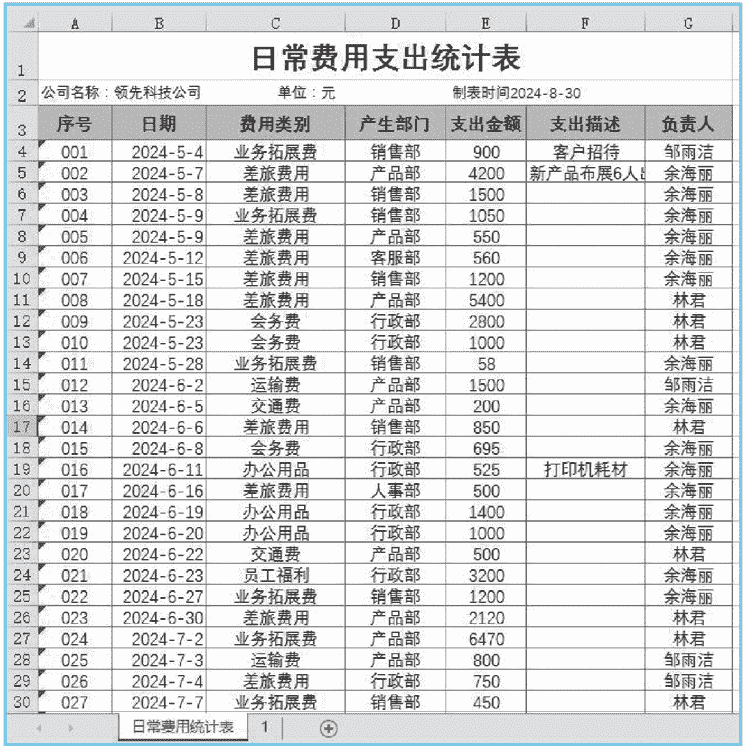 A B C D E F G
1 日常费用支出统计表
2 公司名称：领先科技公司 单位：元 制表时间2024-8-30
3 序号 日期 费用类别 产生部门 支出金额 支出描述 负责人
4 001 2024-5-4 业务拓展费 销售部 900 客户招待 邹雨洁
5 002 2024-5-7 差旅费用 产品部 4200 新产品布展6人 余海丽
6 003 2024-5-8 差旅费用 销售部 1500 余海丽
7 004 2024-5-9 业务拓展费 销售部 1050 余海丽
8 005 2024-5-9 差旅费用 产品部 550 余海丽
9 006 2024-5-12 差旅费用 客服部 560 余海丽
10 007 2024-5-15 差旅费用 销售部 1200 余海丽
11 008 2024-5-18 差旅费用 产品部 5400 林君
12 009 2024-5-23 会务费 行政部 2800 林君
13 010 2024-5-23 会务费 行政部 1000 林君
14 011 2024-5-28 业务拓展费 销售部 58 余海丽
15 012 2024-6-2 运输费 产品部 1500 邹雨洁
16 013 2024-6-5 交通费 产品部 200 余海丽
17 014 2024-6-6 差旅费用 销售部 850 林君
18 015 2024-6-8 会务费 行政部 695 余海丽
19 016 2024-6-11 办公用品 行政部 525 打印机耗材 余海丽
20 017 2024-6-16 差旅费用 人事部 500 余海丽
21 018 2024-6-19 办公用品 行政部 1400 余海丽
22 019 2024-6-20 办公用品 行政部 1000 余海丽
23 020 2024-6-22 交通费 产品部 500 林君
24 021 2024-6-23 员工福利 行政部 3200 余海丽
25 022 2024-6-27 业务拓展费 销售部 1200 余海丽
26 023 2024-6-30 差旅费用 产品部 2120 林君
27 024 2024-7-2 业务拓展费 产品部 6470 林君
28 025 2024-7-3 运输费 产品部 800 邹雨洁
29 026 2024-7-4 差旅费用 行政部 750 邹雨洁
30 027 2024-7-7 业务拓展费 销售部 450 林君
日常费用统计表 1